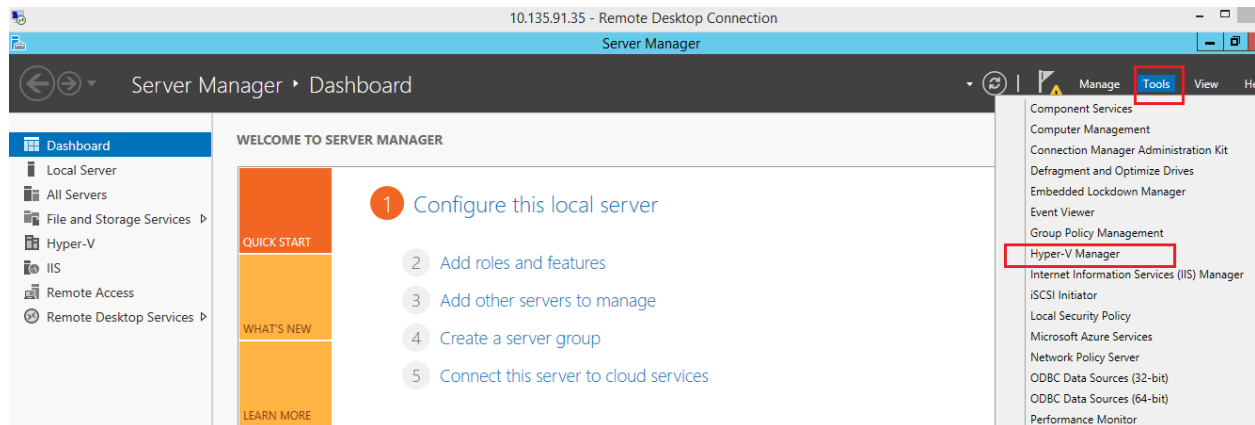 10.135.91.35 - Remote Desktop Connection
Server Manager
Server Manager ‣ Dashboard
Manage Tools View
Dashboard
Local Server
All Servers
File and Storage Services
Hyper-V
IIS
Remote Access
Remote Desktop Services
WELCOME TO SERVER MANAGER
QUICK START
WHAT'S NEW
LEARN MORE
1 Configure this local server
2 Add roles and features
3 Add other servers to manage
4 Create a server group
5 Connect this server to cloud services
Component Services
Computer Management
Connection Manager Administration Kit
Defragment and Optimize Drives
Embedded Lockdown Manager
Event Viewer
Group Policy Management
Hyper-V Manager
Internet Information Services (IIS) Manager
iSCSI Initiator
Local Security Policy
Microsoft Azure Services
Network Policy Server
ODBC Data Sources (32-bit)
ODBC Data Sources (64-bit)
Performance Monitor